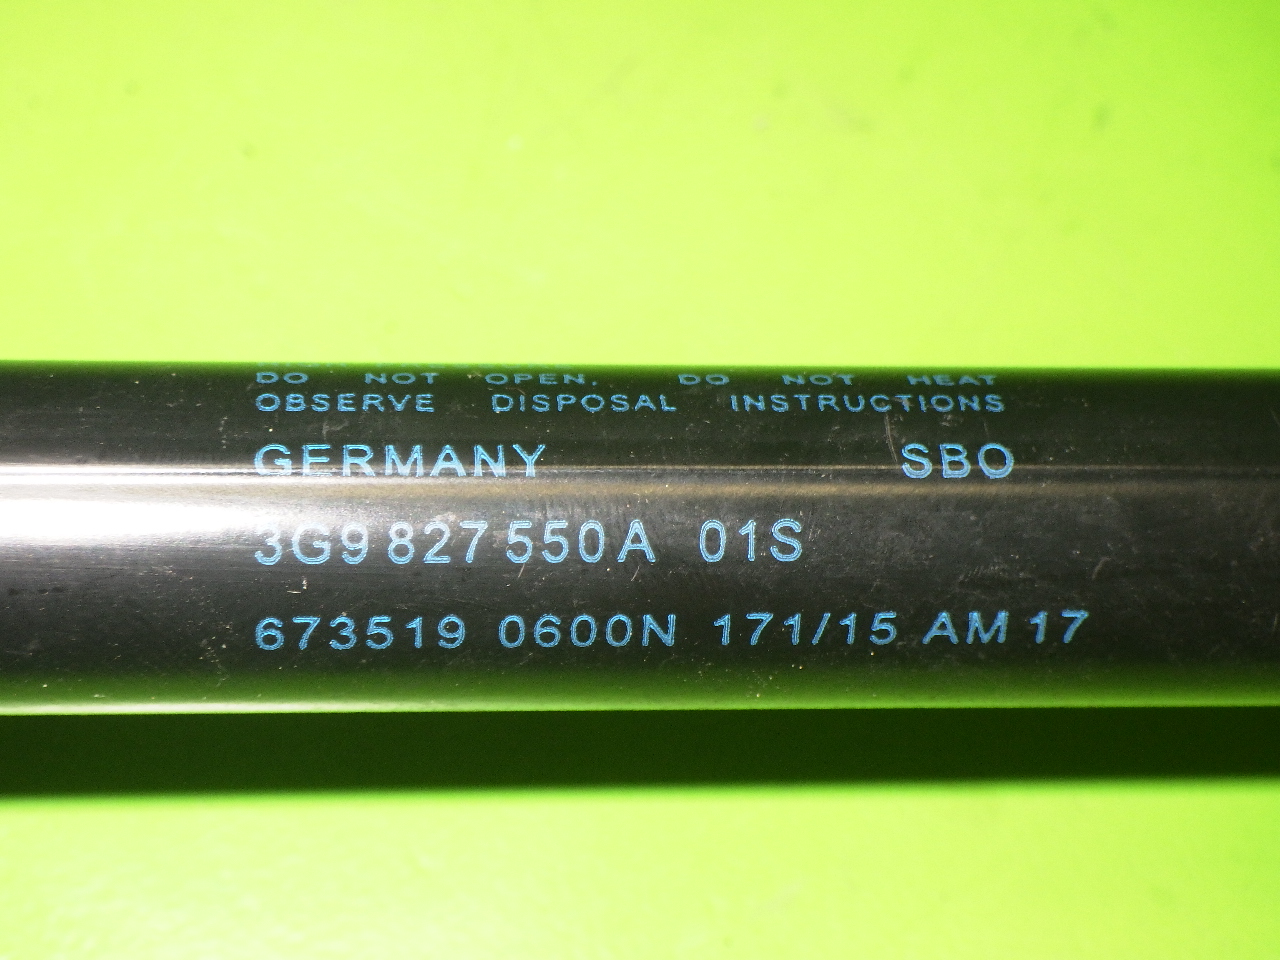 DO NOT OPEN. DO NOT HEAT
OBSERVE DISPOSAL INSTRUCTIONS
GERMANY SBO
3G9 827 550A 01S
673519 0600N 171/15 AM 17